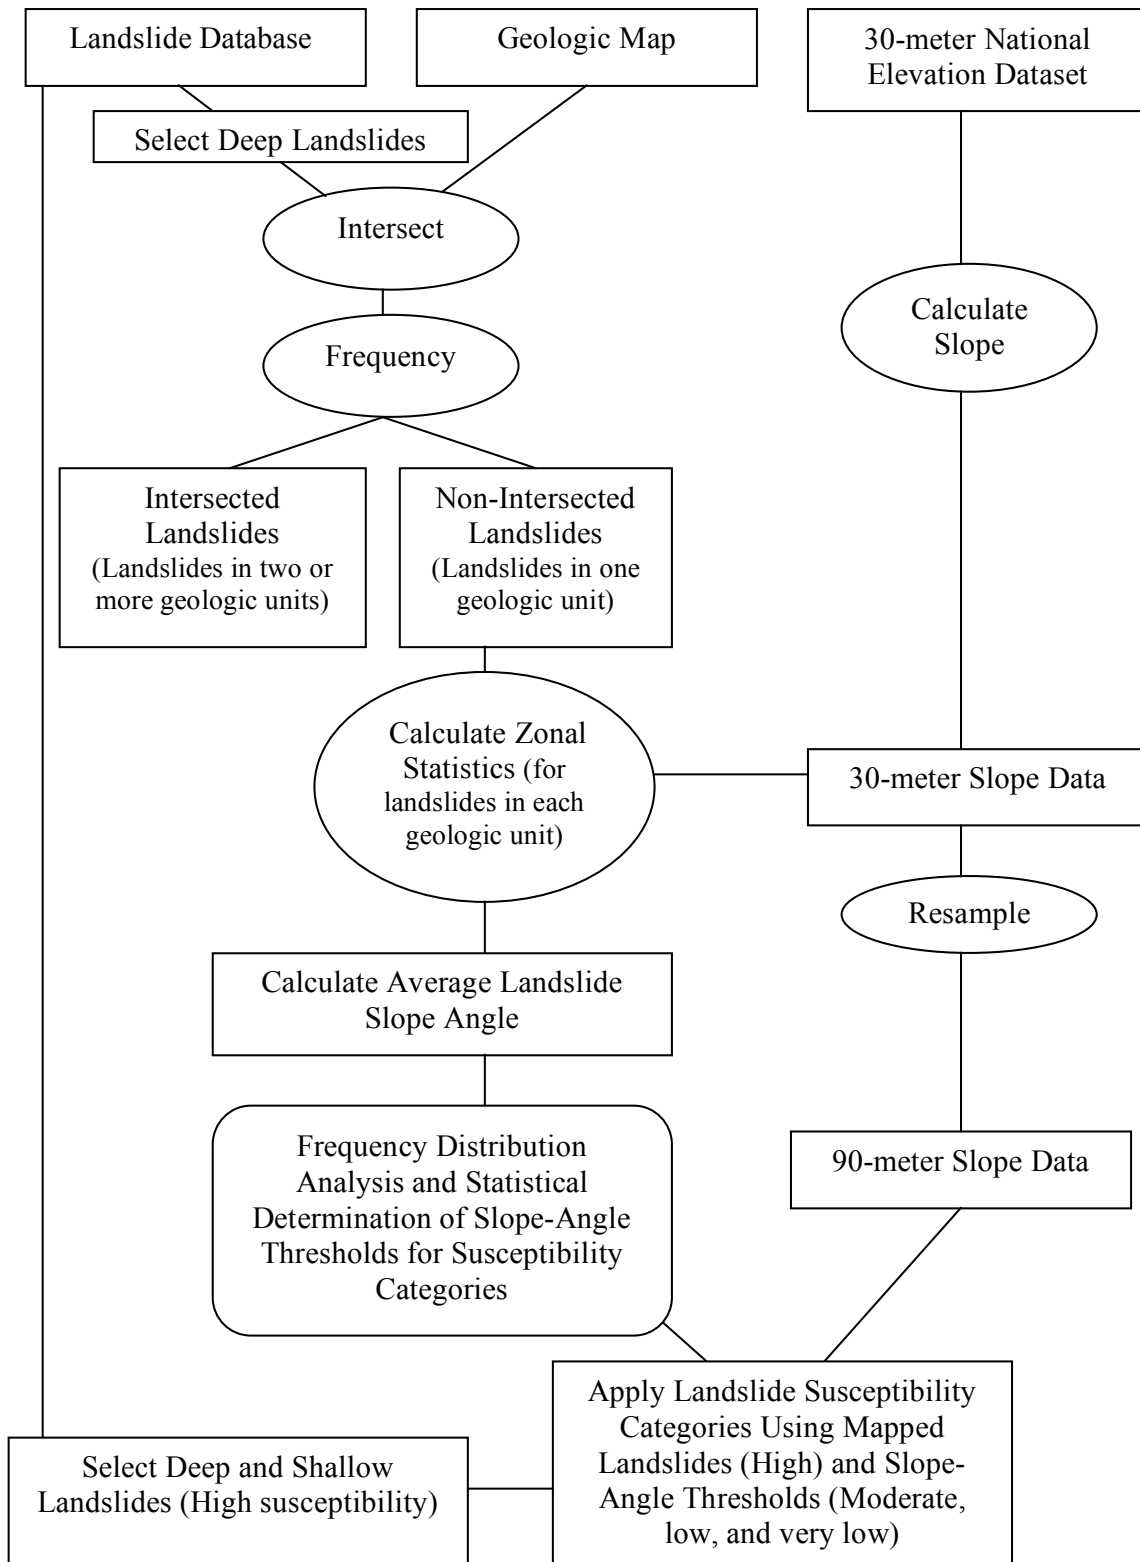 Landslide Database
Geologic Map
30-meter National
Elevation Dataset
Select Deep Landslides
Intersect
Calculate
Slope
Frequency
Intersected
Landslides
(Landslides in two or
more geologic units)
Non-Intersected
Landslides
(Landslides in one
geologic unit)
Calculate Zonal
Statistics (for
landslides in each
geologic unit)
30-meter Slope Data
Resample
Calculate Average Landslide
Slope Angle
Frequency Distribution
Analysis and Statistical
Determination of Slope-Angle
Thresholds for Susceptibility
Categories
90-meter Slope Data
Apply Landslide Susceptibility
Categories Using Mapped
Landslides (High) and Slope-
Angle Thresholds (Moderate,
low, and very low)
Select Deep and Shallow
Landslides (High susceptibility)